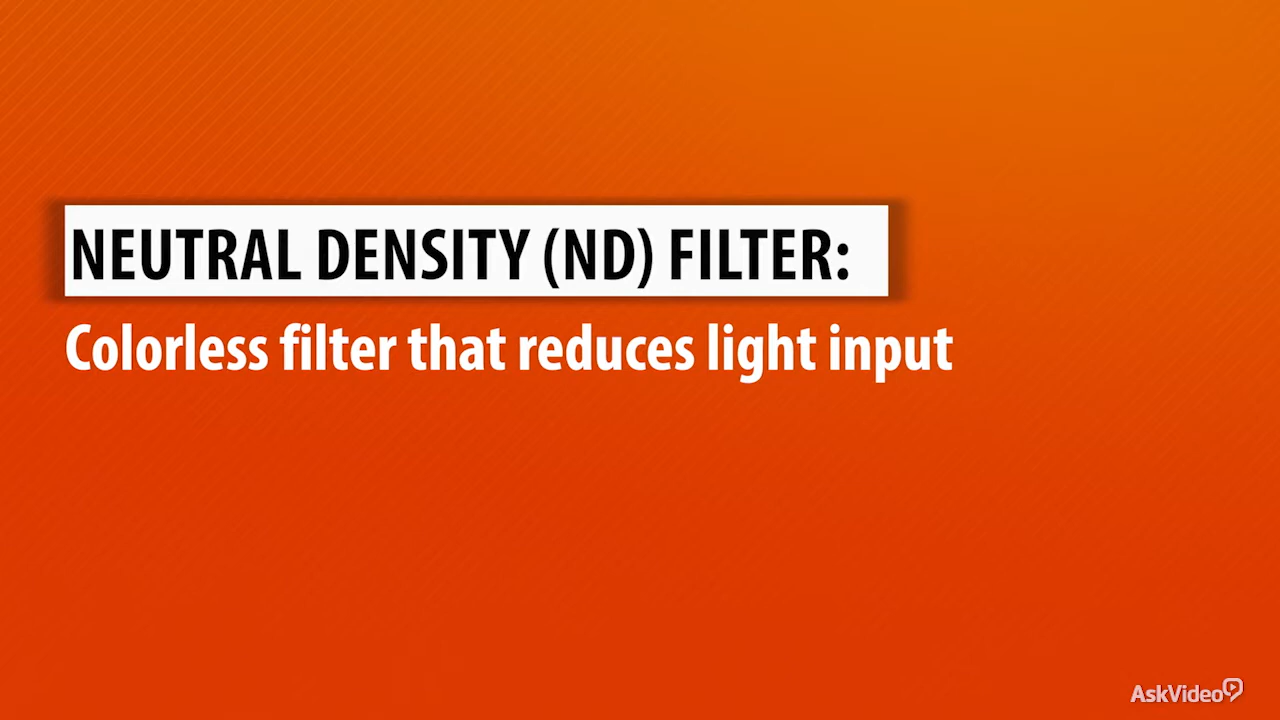 NEUTRAL DENSITY (ND) FILTER:
Colorless filter that reduces light input
AskVideo